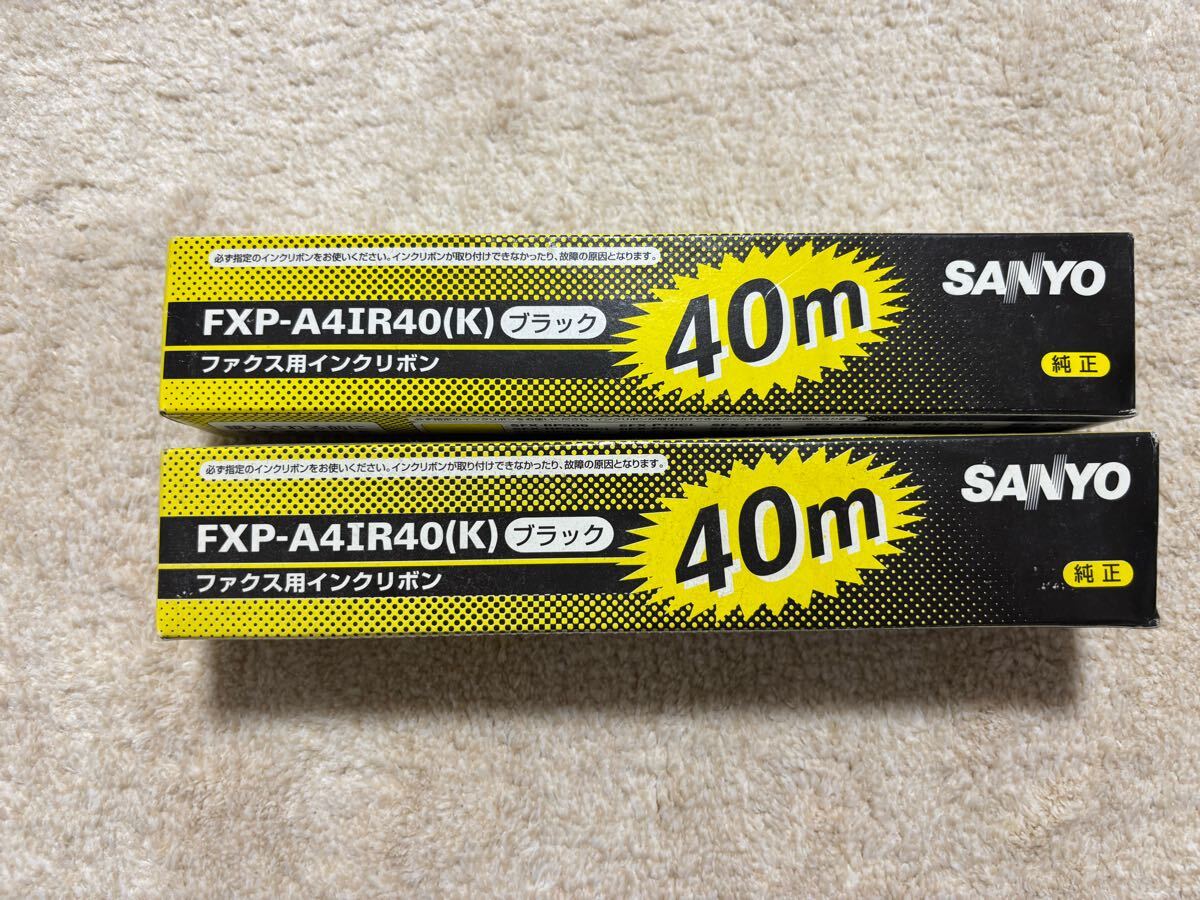 必ず指定のインクリボンをお使いください。インクリボンが取り付けできなかったり、故障の原因となります。
FXP-A4IR40(K) ブラック
ファクス用インクリボン
40m
SANYO
純正
必ず指定のインクリボンをお使いください。インクリボンが取り付けできなかったり、故障の原因となります。
FXP-A4IR40(K) ブラック
ファクス用インクリボン
40m
SANYO
純正